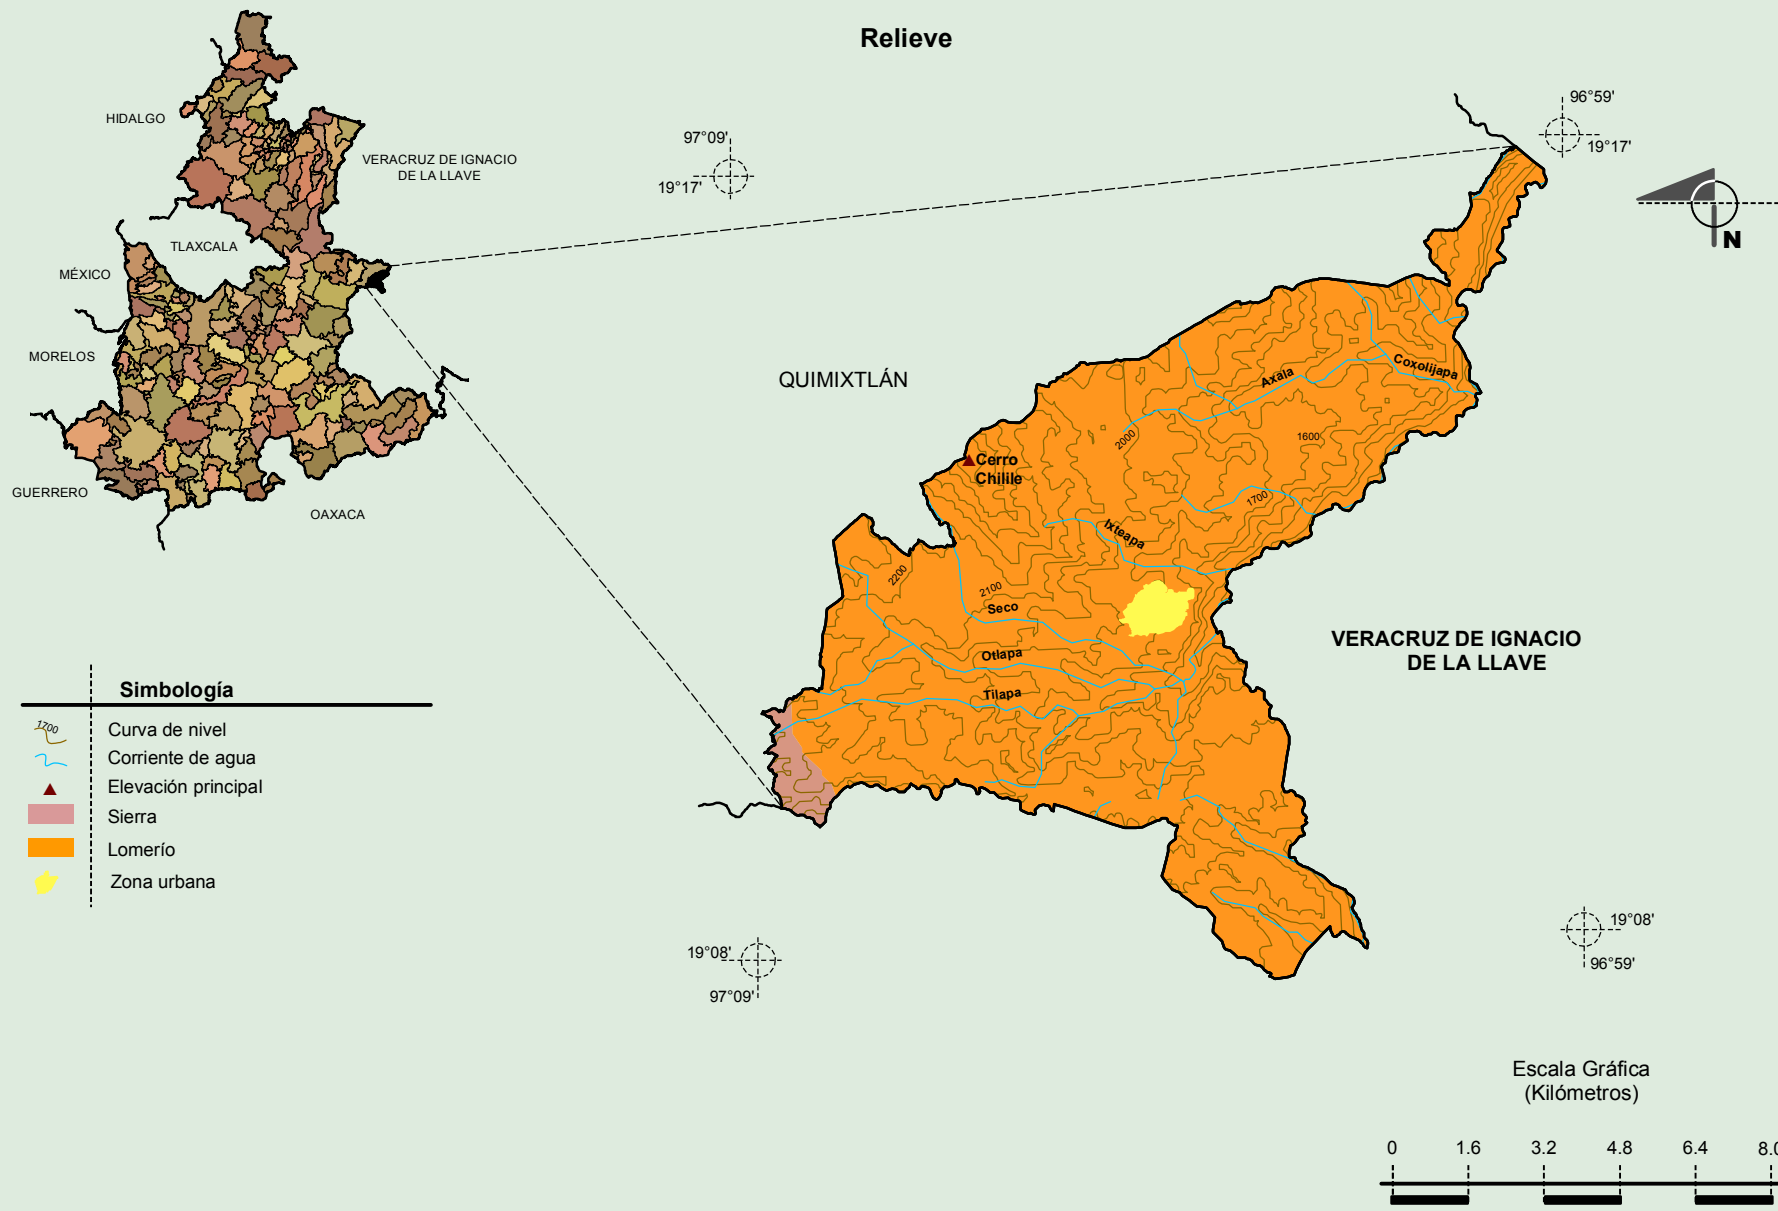 Relieve
HIDALGO
VERACRUZ DE IGNACIO
DE LA LLAVE
TLAXCALA
MÉXICO
MORELOS
GUERRERO
OAXACA
97°09'
19°17'
96°59'
19°17'
N
QUIMIXTLÁN
Axala
Coxolijapa
2000
1600
Cerro
Chilile
1700
Ixteapa
2200
2100
Seco
Otlapa
Tilapa
VERACRUZ DE IGNACIO
DE LA LLAVE
Simbología
1700
Curva de nivel
Corriente de agua
Elevación principal
Sierra
Lomerío
Zona urbana
19°08'
97°09'
19°08'
96°59'
Escala Gráfica
(Kilómetros)
0 1.6 3.2 4.8 6.4 8.0